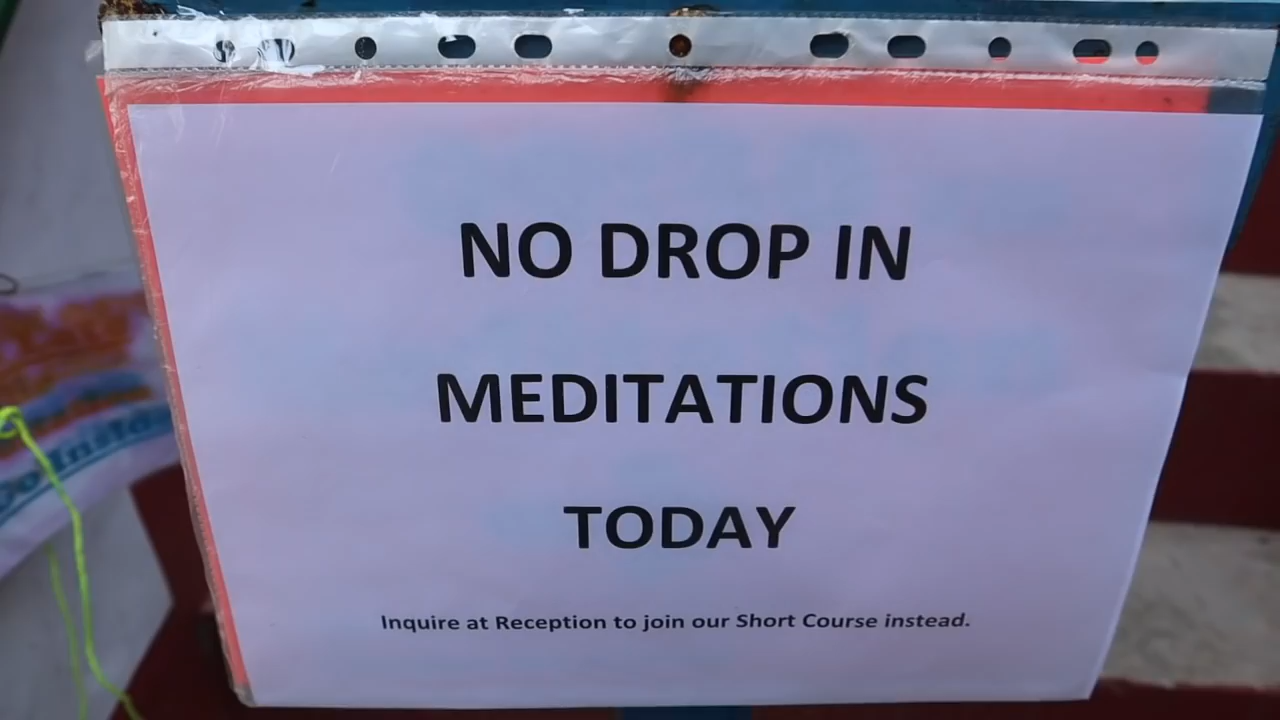 NO DROP IN
MEDITATIONS
TODAY
Inquire at Reception to join our Short Course instead.